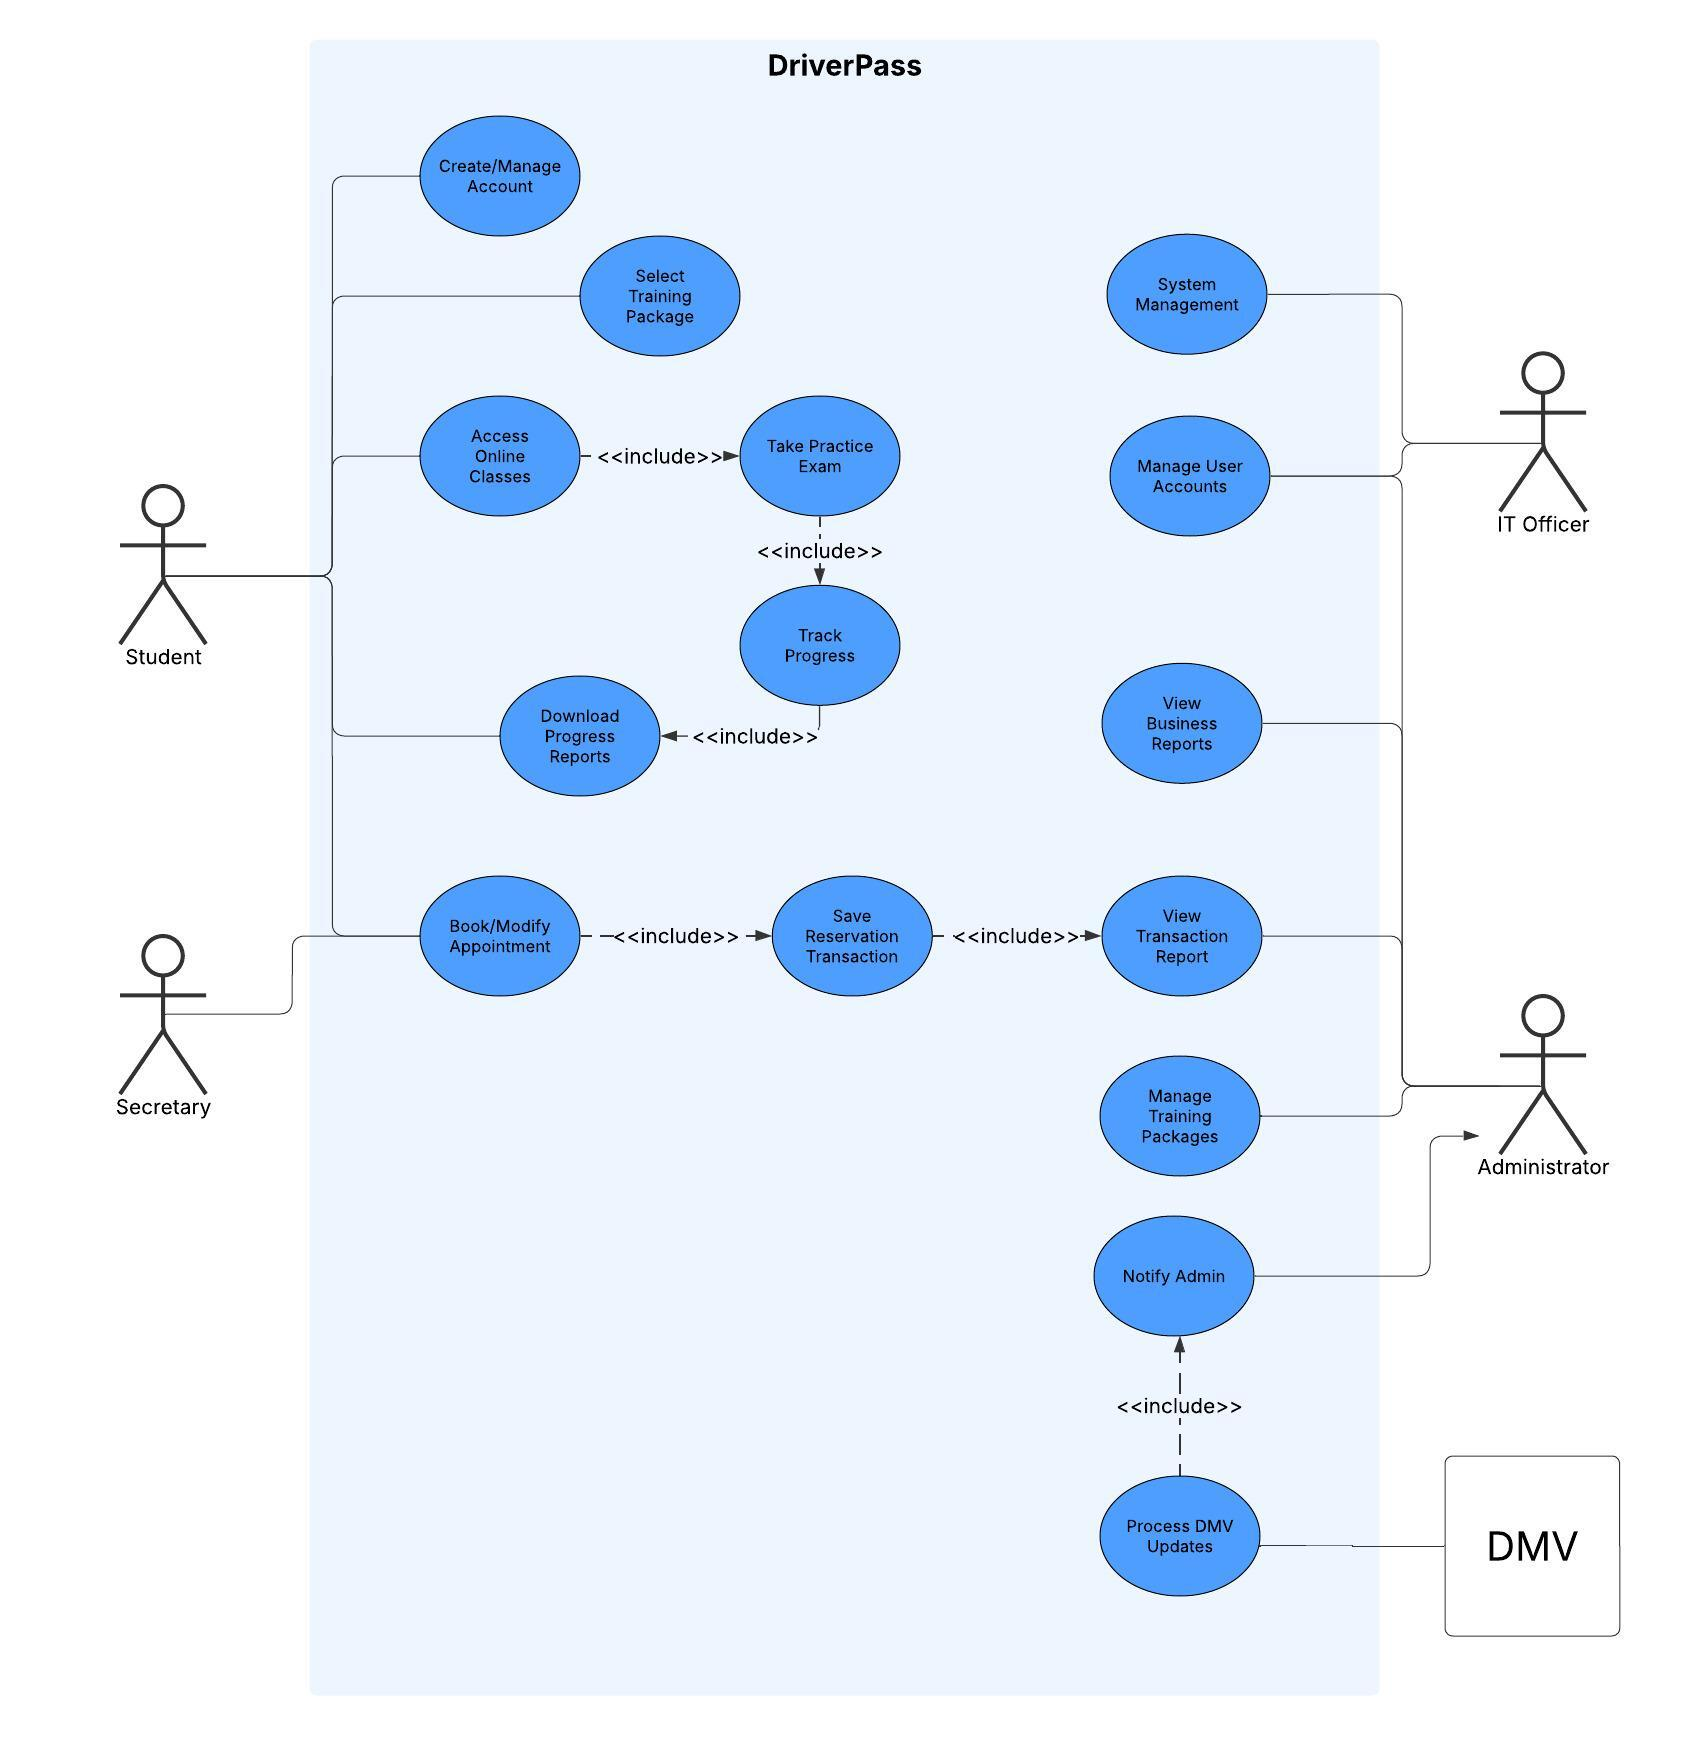 DriverPass
Create/Manage
Account
Select
Training
Package
System
Management
Access
Online
Classes
<<include>>
Take Practice
Exam
Manage User
Accounts
IT Officer
<<include>>
Track
Progress
Student
Download
Progress
Reports
<<include>>
View
Business
Reports
Book/Modify
Appointment
<<include>>
Save
Reservation
Transaction
<<include>>
View
Transaction
Report
Secretary
Manage
Training
Packages
Administrator
Notify Admin
<<include>>
Process DMV
Updates
DMV